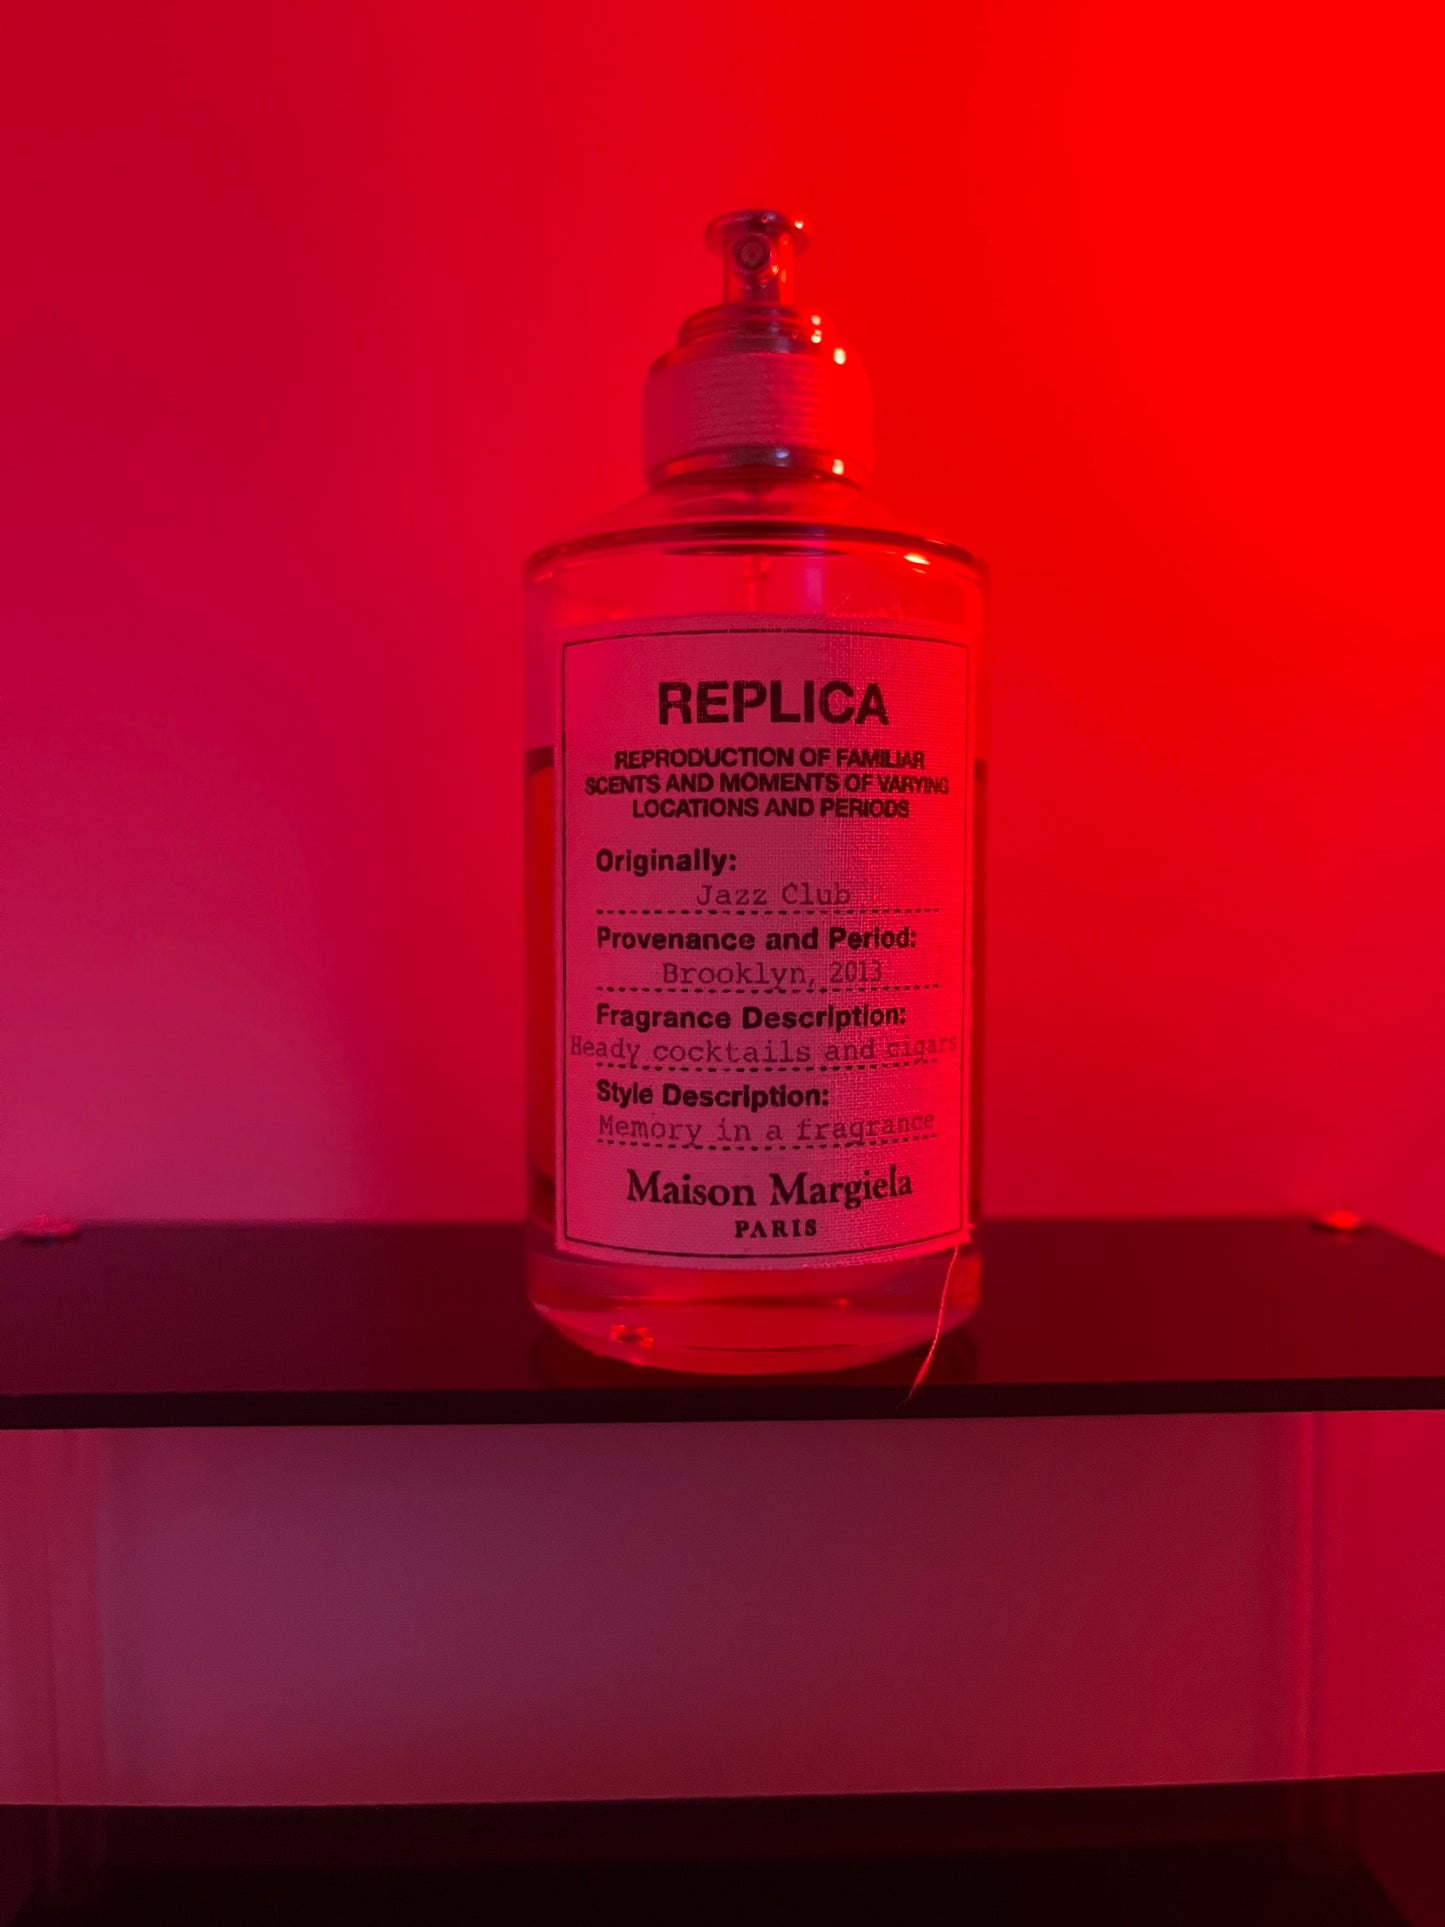 REPLICA
REPRODUCTION OF FAMILIAR
SCENTS AND MOMENTS OF VARYING
LOCATIONS AND PERIODS
Originally:
Jazz Club
Provenance and Period:
Brooklyn, 2013
Fragrance Description:
Heady cocktails and cigars
Style Description:
Memory in a fragrance
Maison Margiela
PARIS